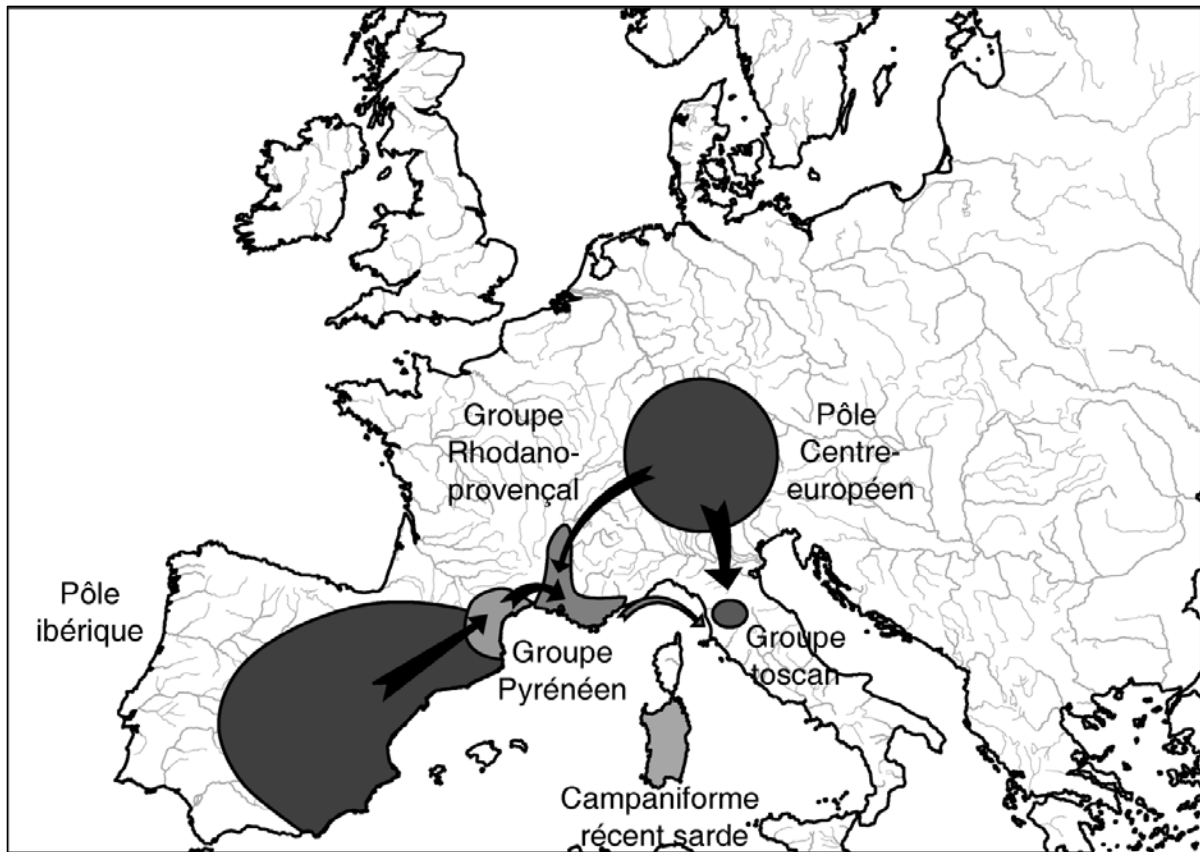 Groupe
Rhodano-
provençal
Pôle
Centre-
européen
Pôle
ibérique
Groupe
Pyrénéen
Groupe
toscan
Campaniforme
récent sarde